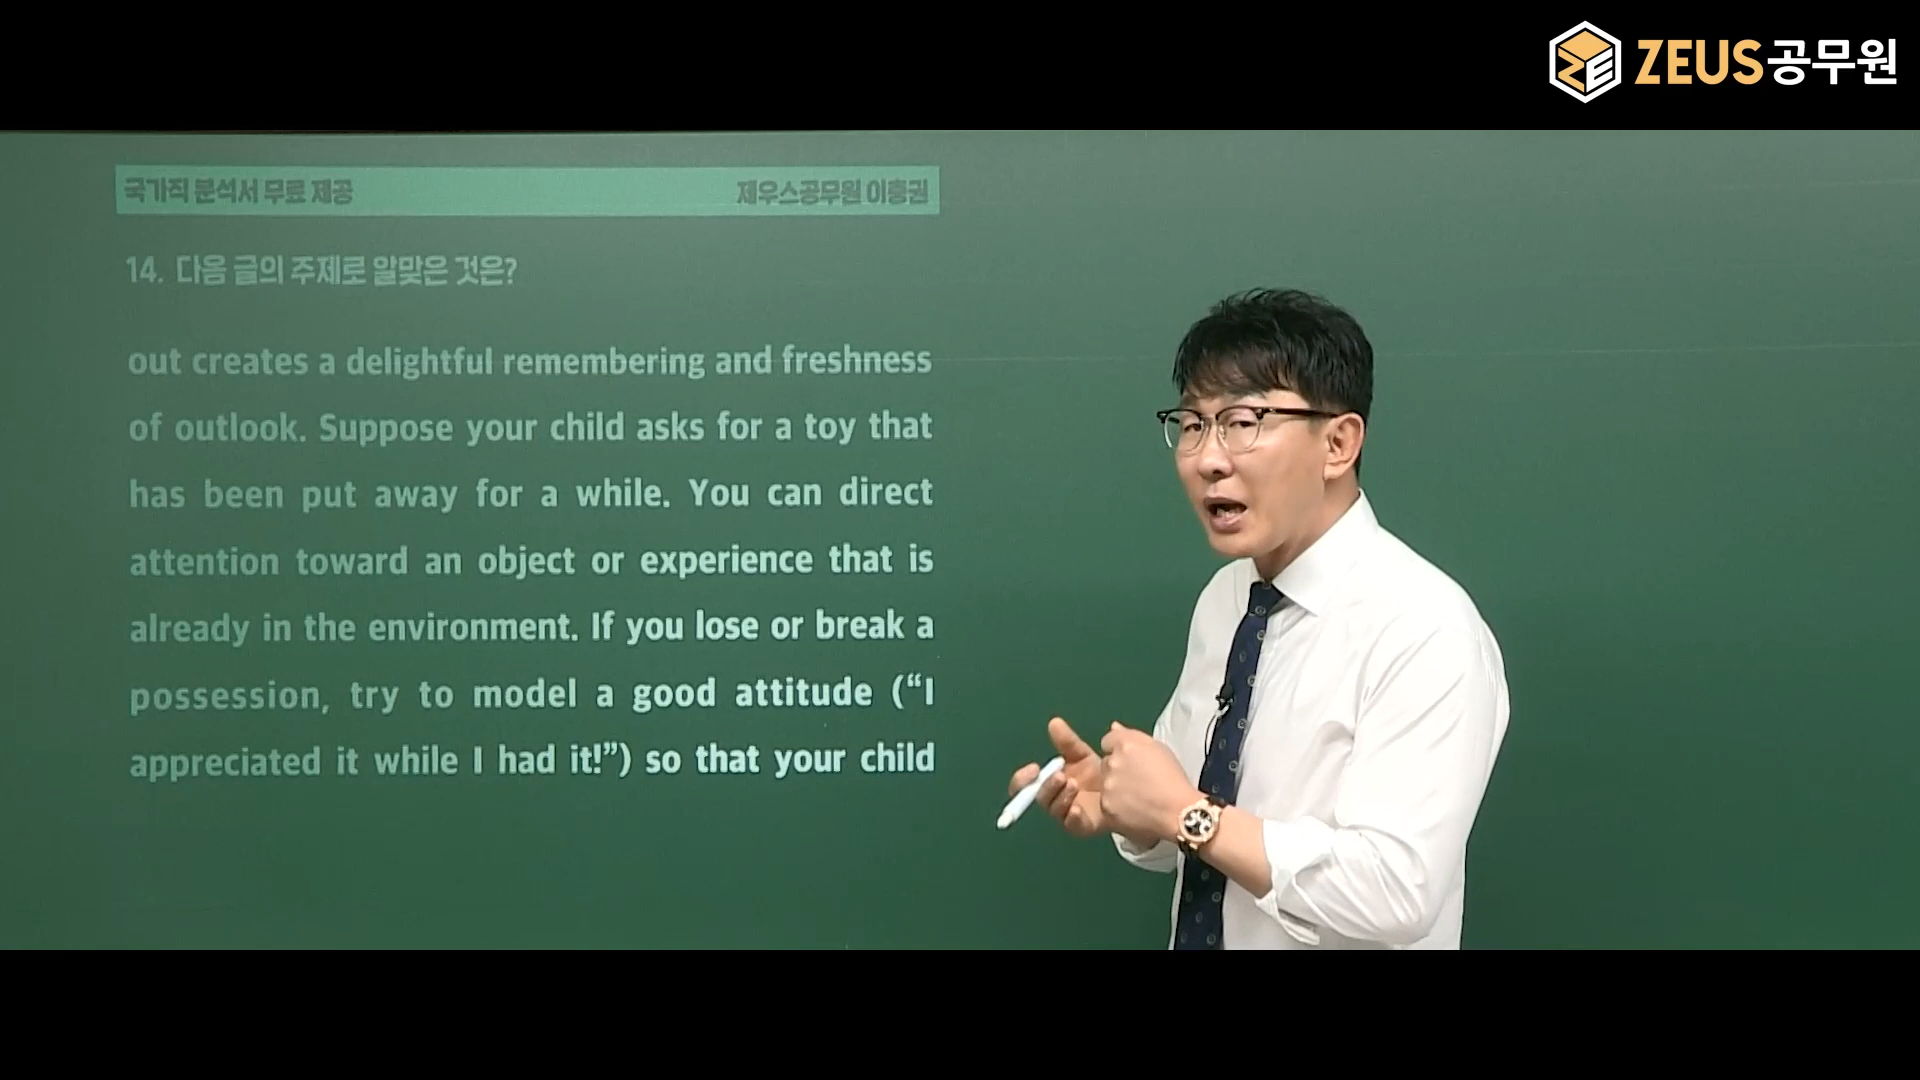 ZEUS공무원
국가직 분석서 무료 제공
제우스공무원 이흥권
14. 다음 글의 주제로 알맞은 것은?
out creates a delightful remembering and freshness
of outlook. Suppose your child asks for a toy that
has been put away for a while. You can direct
attention toward an object or experience that is
already in the environment. If you lose or break a
possession, try to model a good attitude (“I
appreciated it while I had it!”) so that your child